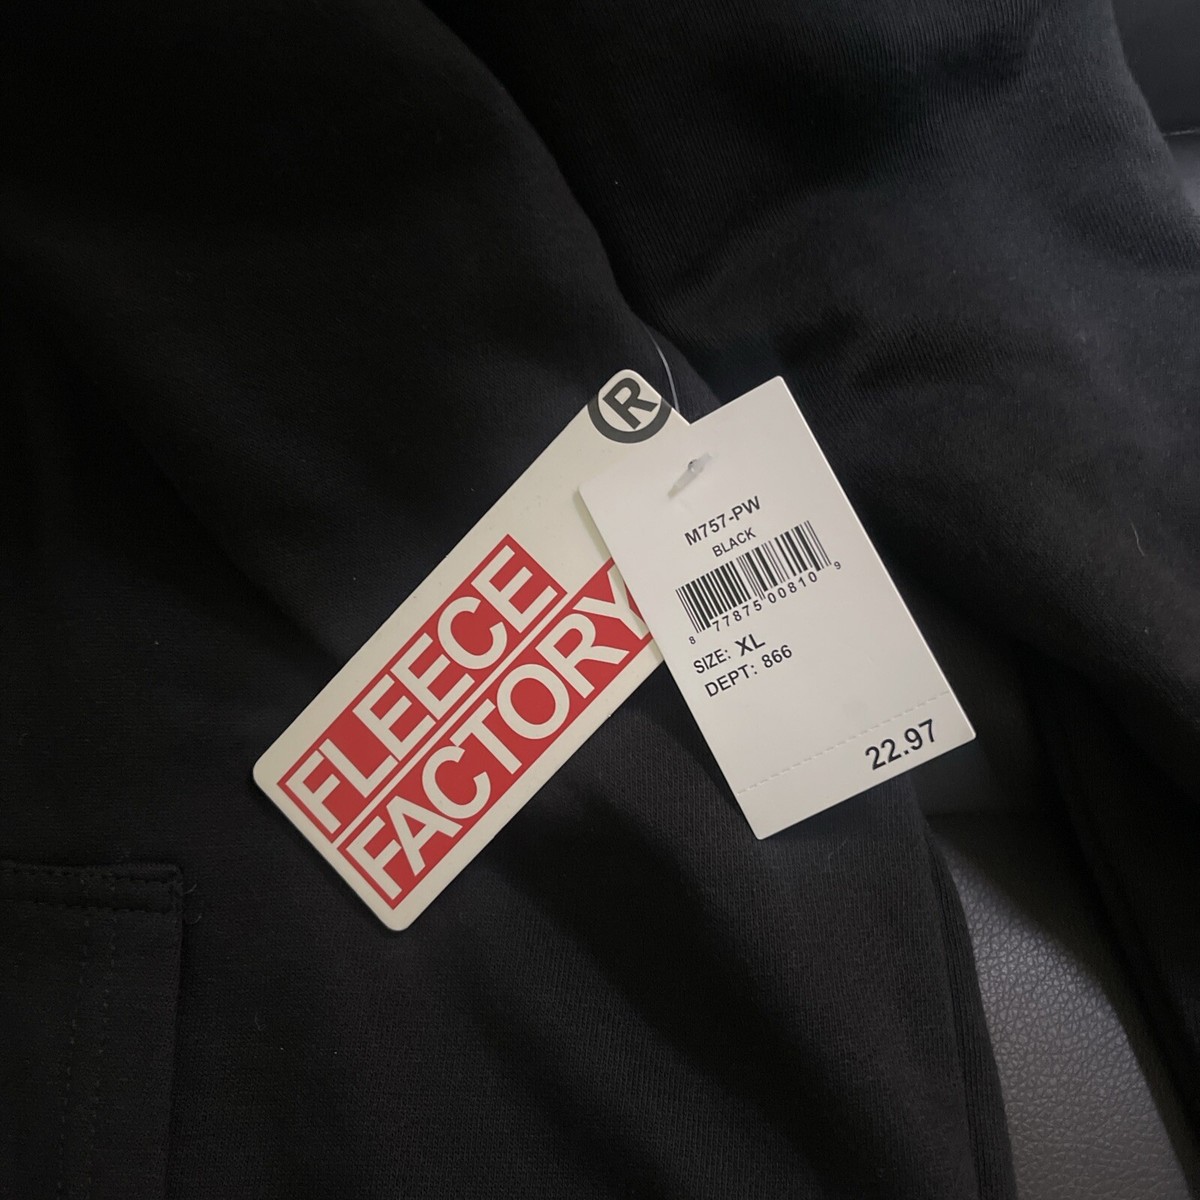 ®
FLEECE
FACTORY
M757-PW
BLACK
8 77875 00810 9
SIZE: XL
DEPT: 866
22.97